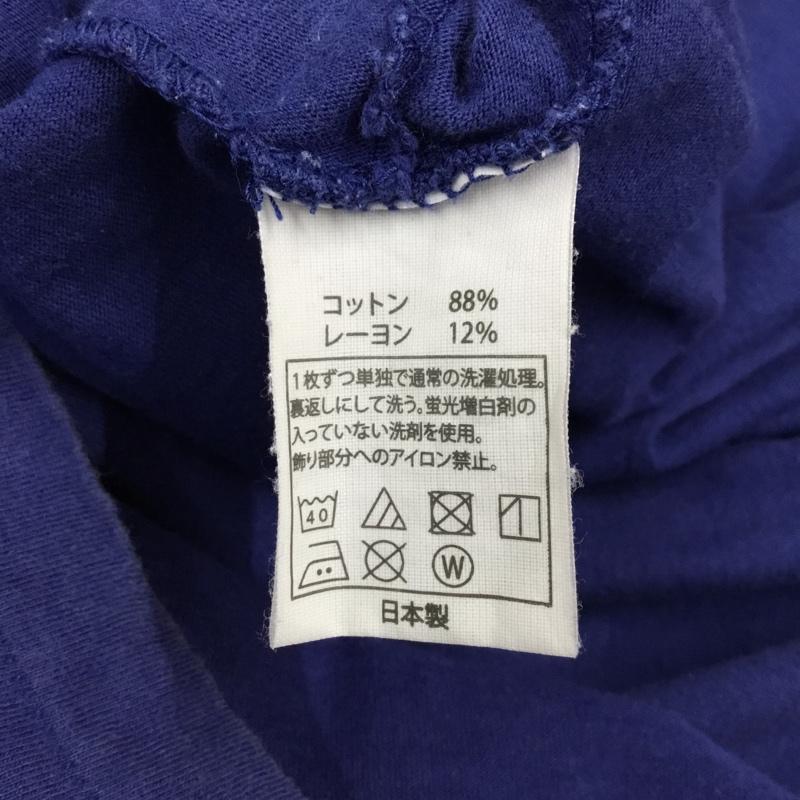 コットン 88%
レーヨン 12%
1枚ずつ単独で通常の洗濯処理。
裏返しにして洗う。蛍光増白剤の
入っていない洗剤を使用。
飾り部分へのアイロン禁止。
40
W
日本製